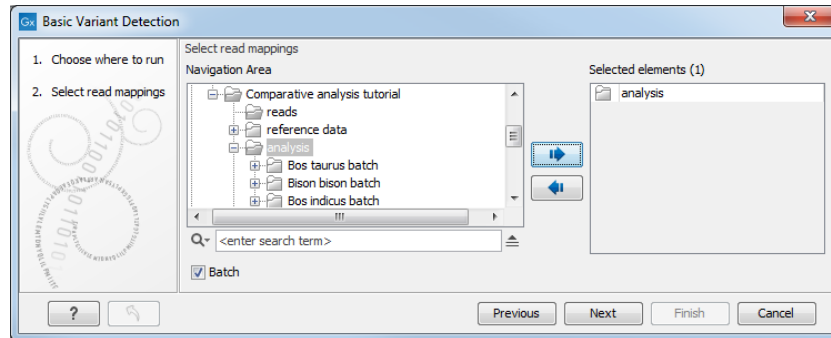 Gx Basic Variant Detection
X
1. Choose where to run
2. Select read mappings
Select read mappings
Navigation Area
Comparative analysis tutorial
reads
reference data
analysis
Bos taurus batch
Bison bison batch
Bos indicus batch
<enter search term>
Batch
Selected elements (1)
analysis
?
Previous
Next
Finish
Cancel